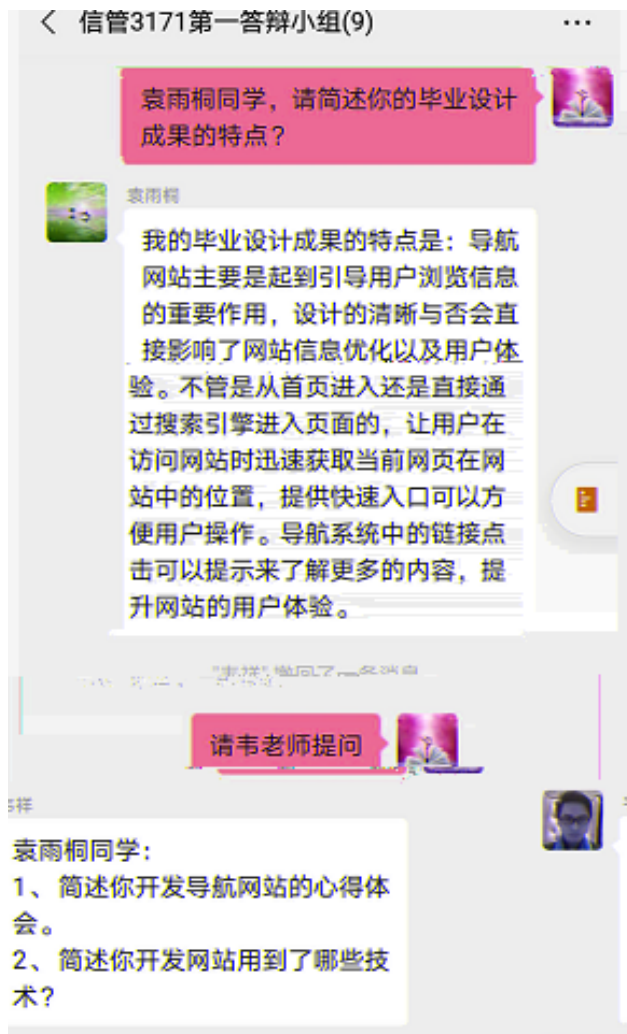 信管3171第一答辩小组(9)
袁雨桐同学，请简述你的毕业设计
成果的特点？
袁雨桐
我的毕业设计成果的特点是：导航
网站主要是起到引导用户浏览信息
的重要作用，设计的清晰与否会直
接影响了网站信息优化以及用户体
验。不管是从首页进入还是直接通
过搜索引擎进入页面的，让用户在
访问网站时迅速获取当前网页在网
站中的位置，提供快速入口可以方
便用户操作。导航系统中的链接点
击可以提示来了解更多的内容，提
升网站的用户体验。
撤回了一条消息
请韦老师提问
祥
袁雨桐同学：
1、简述你开发导航网站的心得体
会。
2、简述你开发网站用到了哪些技
术？